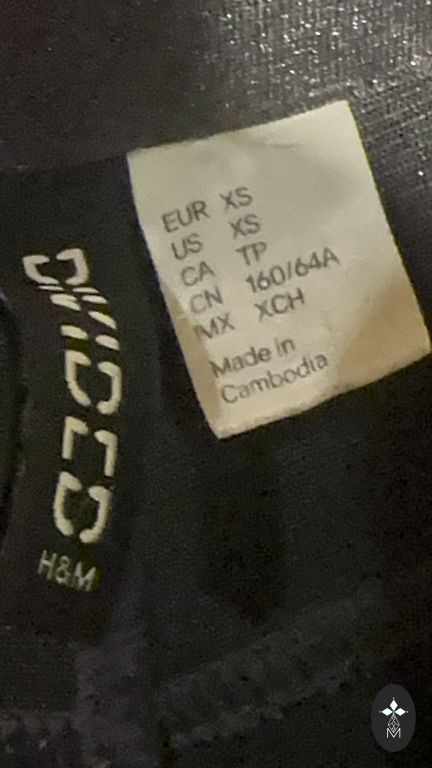 DIVIDED
H&M
EUR XS
US XS
CA TP
CN 160/64A
MX XCH
Made in
Cambodia